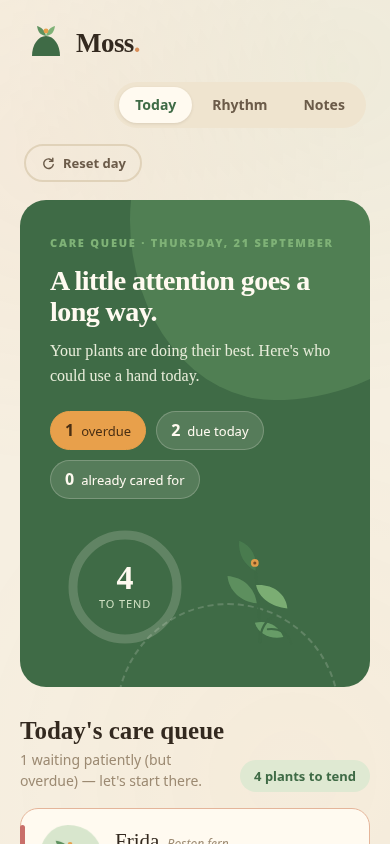 Moss.
Today Rhythm Notes
Reset day
CARE QUEUE · THURSDAY, 21 SEPTEMBER
A little attention goes a
long way.
Your plants are doing their best. Here's who
could use a hand today.
1 overdue 2 due today
0 already cared for
4
TO TEND
Today's care queue
1 waiting patiently (but
overdue) — let's start there.
4 plants to tend
Frida Boston fern